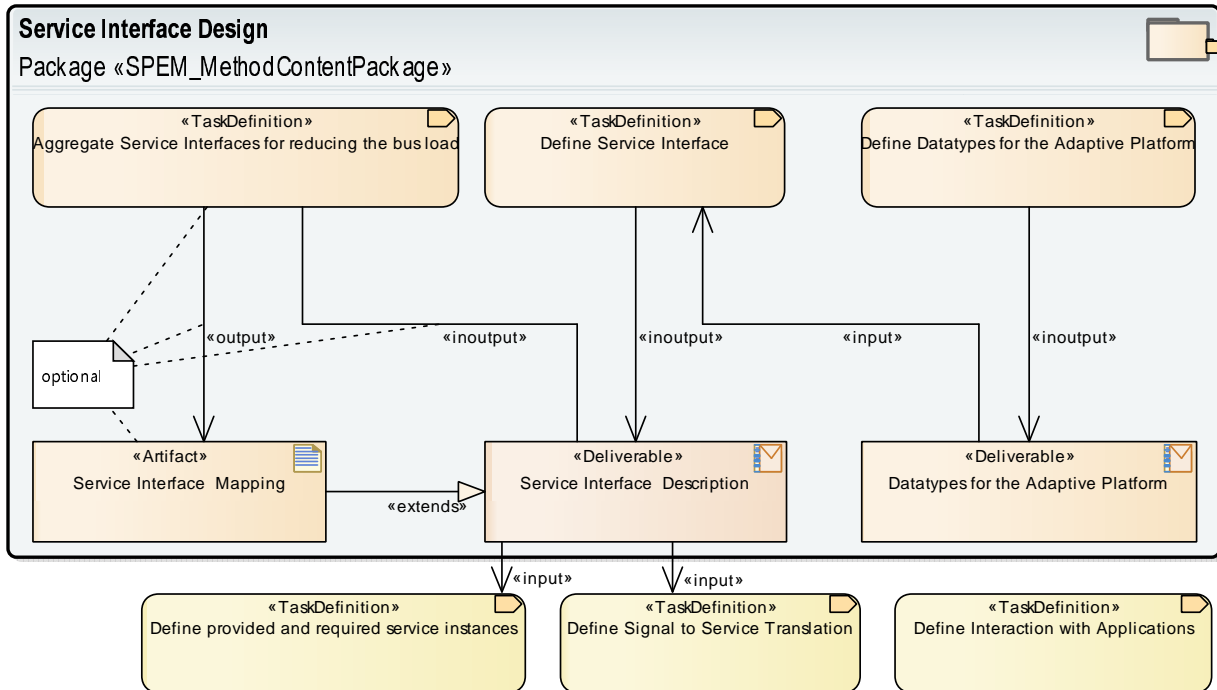 Service Interface Design
Package «SPEM_MethodContentPackage»
«TaskDefinition»
Aggregate Service Interfaces for reducing the bus load
«TaskDefinition»
Define Service Interface
«TaskDefinition»
Define Datatypes for the Adaptive Platform
«output»
«inoutput»
«inoutput»
«input»
«inoutput»
optional
«Artifact»
Service Interface Mapping
«Deliverable»
Service Interface Description
«Deliverable»
Datatypes for the Adaptive Platform
«extends»
«input»
«input»
«TaskDefinition»
Define provided and required service instances
«TaskDefinition»
Define Signal to Service Translation
«TaskDefinition»
Define Interaction with Applications